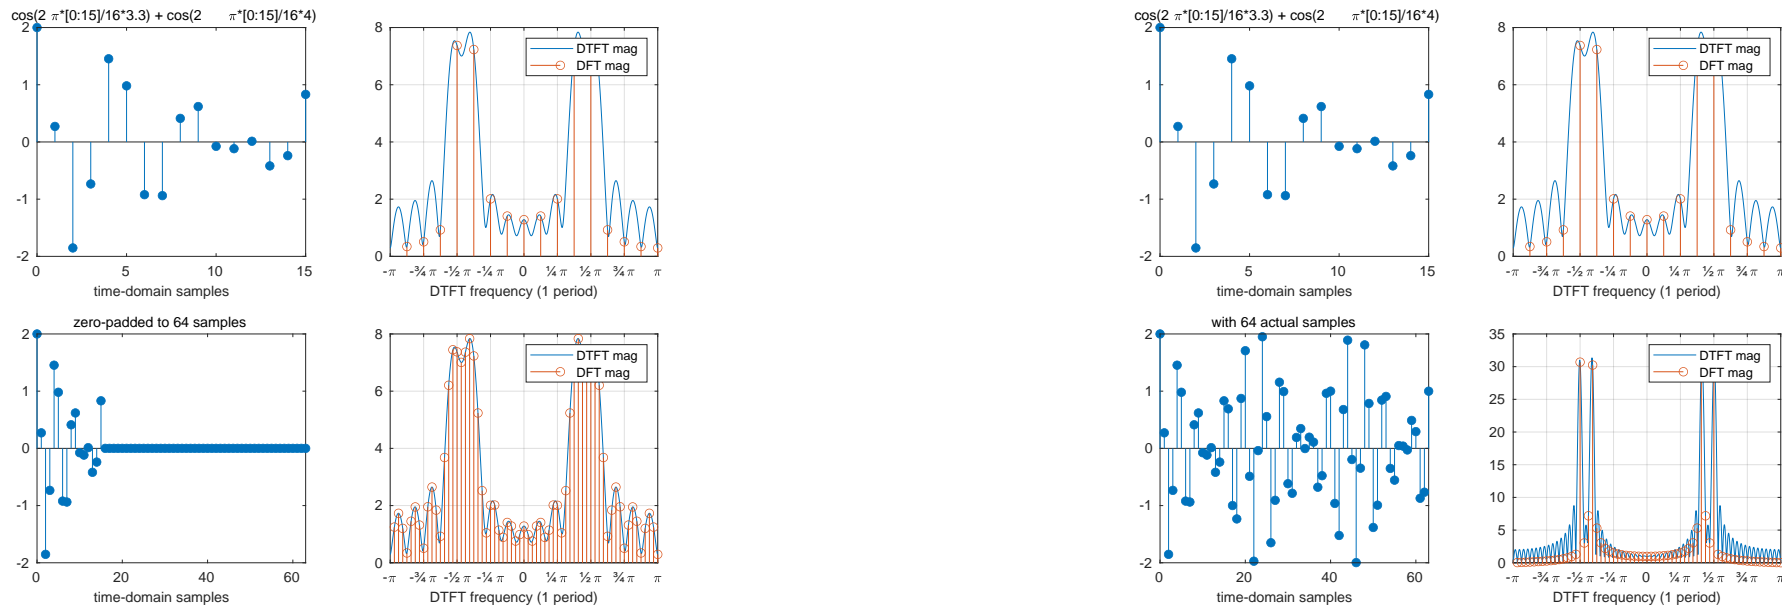 cos(2 π*[0:15]/16*3.3) + cos(2 π*[0:15]/16*4)
2
1
0
-1
-2
0 5 10 15
time-domain samples
8
6
4
2
0
DTFT mag
DFT mag
-π -¾ π -½ π -¼ π 0 ¼ π ½ π ¾ π π
DTFT frequency (1 period)
cos(2 π*[0:15]/16*3.3) + cos(2 π*[0:15]/16*4)
2
1
0
-1
-2
0 5 10 15
time-domain samples
8
6
4
2
0
DTFT mag
DFT mag
-π -¾ π -½ π -¼ π 0 ¼ π ½ π ¾ π π
DTFT frequency (1 period)
zero-padded to 64 samples
2
1
0
-1
-2
0 20 40 60
time-domain samples
8
6
4
2
0
DTFT mag
DFT mag
-π -¾ π -½ π -¼ π 0 ¼ π ½ π ¾ π π
DTFT frequency (1 period)
with 64 actual samples
2
1
0
-1
-2
0 20 40 60
time-domain samples
35
30
25
20
15
10
5
0
DTFT mag
DFT mag
-π -¾ π -½ π -¼ π 0 ¼ π ½ π ¾ π π
DTFT frequency (1 period)